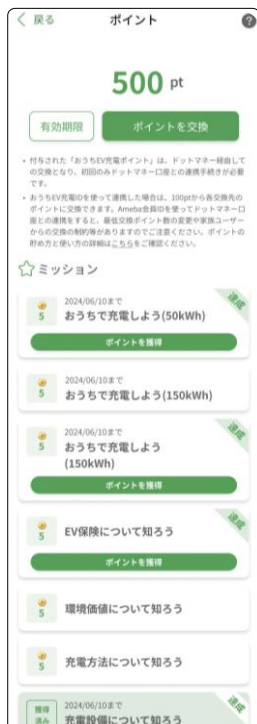 戻る
ポイント
?
500 pt
有効期限
ポイントを交換
・付与された「おうちEV充電ポイント」は、ドットマネー経由して
の交換となり、初回のみドットマネー口座との連携手続きが必要
です。
・おうちEV充電IDを使って連携した場合は、100ptから各交換先の
ポイントに交換できます。Ameba会員IDを使ってドットマネー口
座との連携をすると、最低交換ポイント数の変更や家族ユーザー
からの交換の制約等がありますのでご注意ください。ポイントの
貯め方と使い方の詳細はこちらをご確認ください。
ミッション
達成
2024/06/10まで
5
おうちで充電しよう(50kWh)
ポイントを獲得
2024/06/10まで
5
おうちで充電しよう(150kWh)
達成
2024/06/10まで
5
おうちで充電しよう
(150kWh)
ポイントを獲得
達成
5
EV保険について知ろう
ポイントを獲得
5
環境価値について知ろう
5
充電方法について知ろう
達成
獲得
済み
2024/06/10まで
充電設備について知ろう